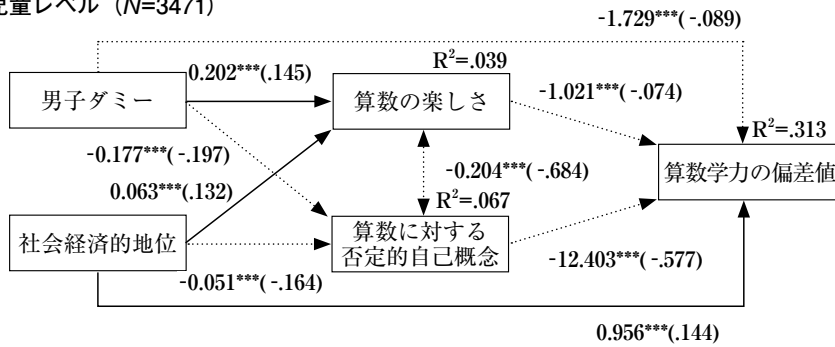 量レベル（N=3471）
-1.729***( -.089)
0.202***(.145)
R²=.039
男子ダミー
算数の楽しさ
-1.021***( -.074)
R²=.313
-0.177***( -.197)
-0.204***( -.684)
算数学力の偏差値
0.063***(.132)
R²=.067
社会経済的地位
算数に対する
否定的自己概念
-12.403***( -.577)
-0.051***( -.164)
0.956***(.144)